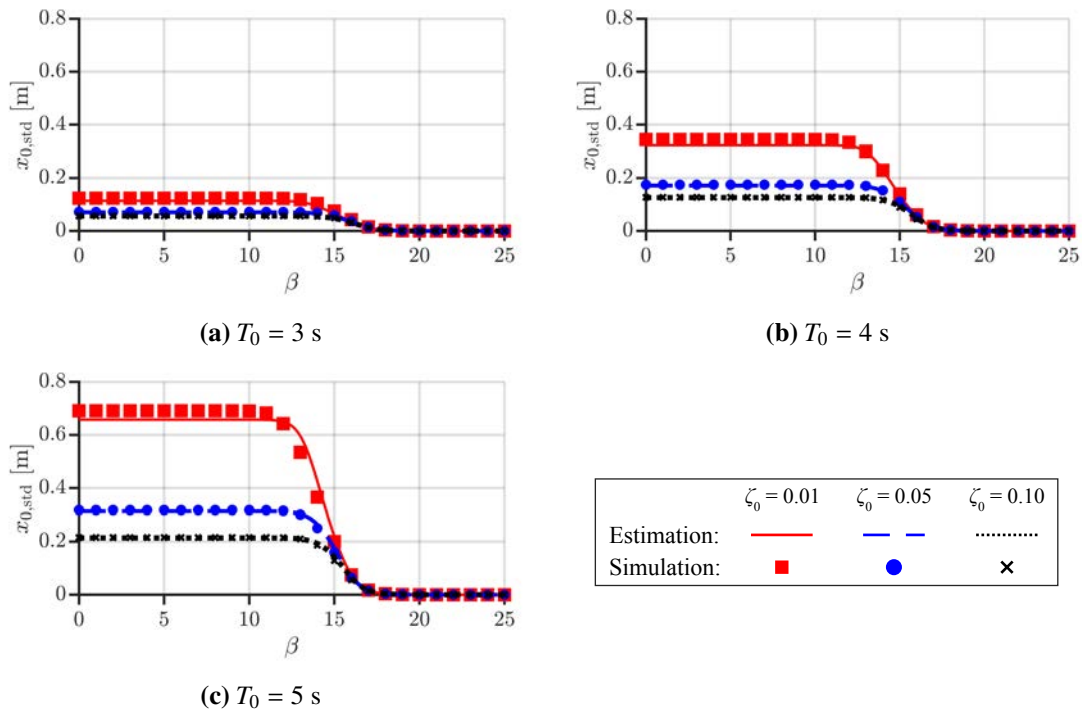 0.8
0.6
0.4
0.2
0
x₀,std [m]
0 5 10 15 20 25
β
(a) T₀ = 3 s
0.8
0.6
0.4
0.2
0
x₀,std [m]
0 5 10 15 20 25
β
(b) T₀ = 4 s
0.8
0.6
0.4
0.2
0
x₀,std [m]
0 5 10 15 20 25
β
(c) T₀ = 5 s
ζ₀ = 0.01 ζ₀ = 0.05 ζ₀ = 0.10
Estimation:
Simulation: